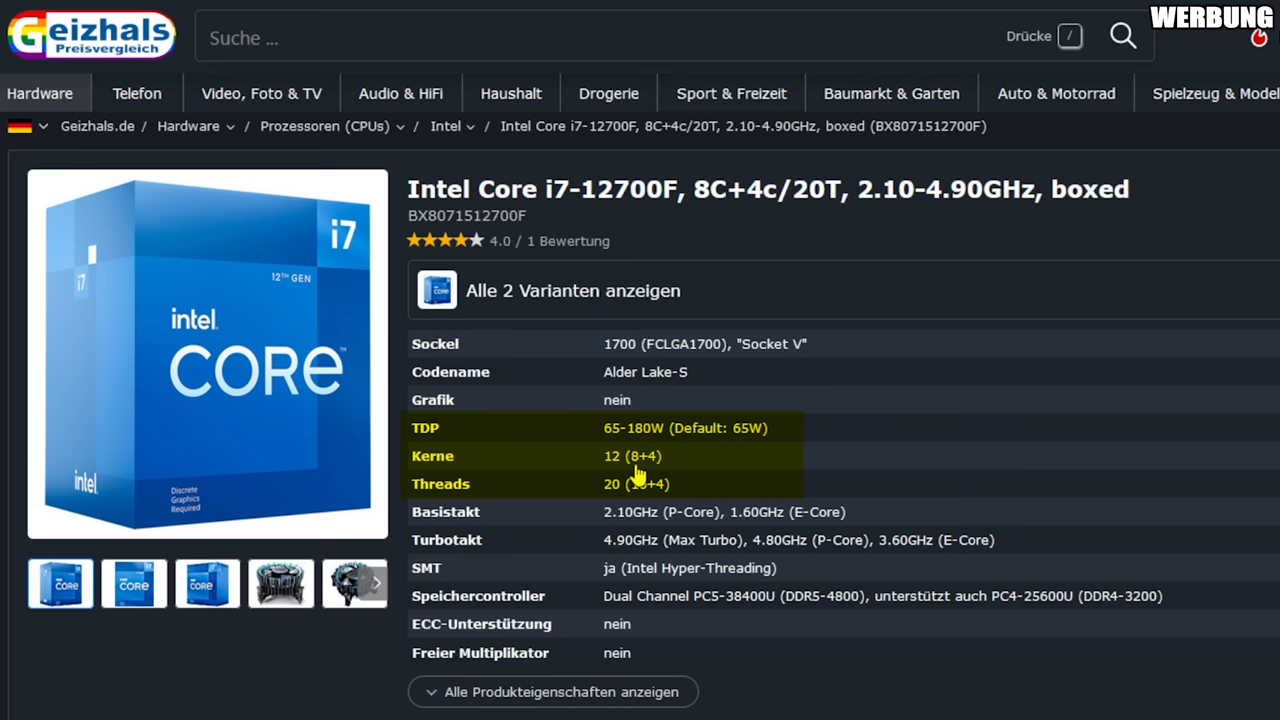 Geizhals
Preisvergleich
Suche ...
Drücke /
WERBUNG
Hardware Telefon Video, Foto & TV Audio & HiFi Haushalt Drogerie Sport & Freizeit Baumarkt & Garten Auto & Motorrad Spielzeug & Model
Geizhals.de / Hardware / Prozessoren (CPUs) / Intel / Intel Core i7-12700F, 8C+4c/20T, 2.10-4.90GHz, boxed (BX8071512700F)
i7
i7
12TH GEN
intel.
CORE™
intel.
Discrete
Graphics
Required
Intel Core i7-12700F, 8C+4c/20T, 2.10-4.90GHz, boxed
BX8071512700F
4.0 / 1 Bewertung
Alle 2 Varianten anzeigen
Sockel 1700 (FCLGA1700), "Socket V"
Codename Alder Lake-S
Grafik nein
TDP 65-180W (Default: 65W)
Kerne 12 (8+4)
Threads 20 (16+4)
Basistakt 2.10GHz (P-Core), 1.60GHz (E-Core)
Turbotakt 4.90GHz (Max Turbo), 4.80GHz (P-Core), 3.60GHz (E-Core)
SMT ja (Intel Hyper-Threading)
Speichercontroller Dual Channel PC5-38400U (DDR5-4800), unterstützt auch PC4-25600U (DDR4-3200)
ECC-Unterstützung nein
Freier Multiplikator nein
Alle Produkteigenschaften anzeigen